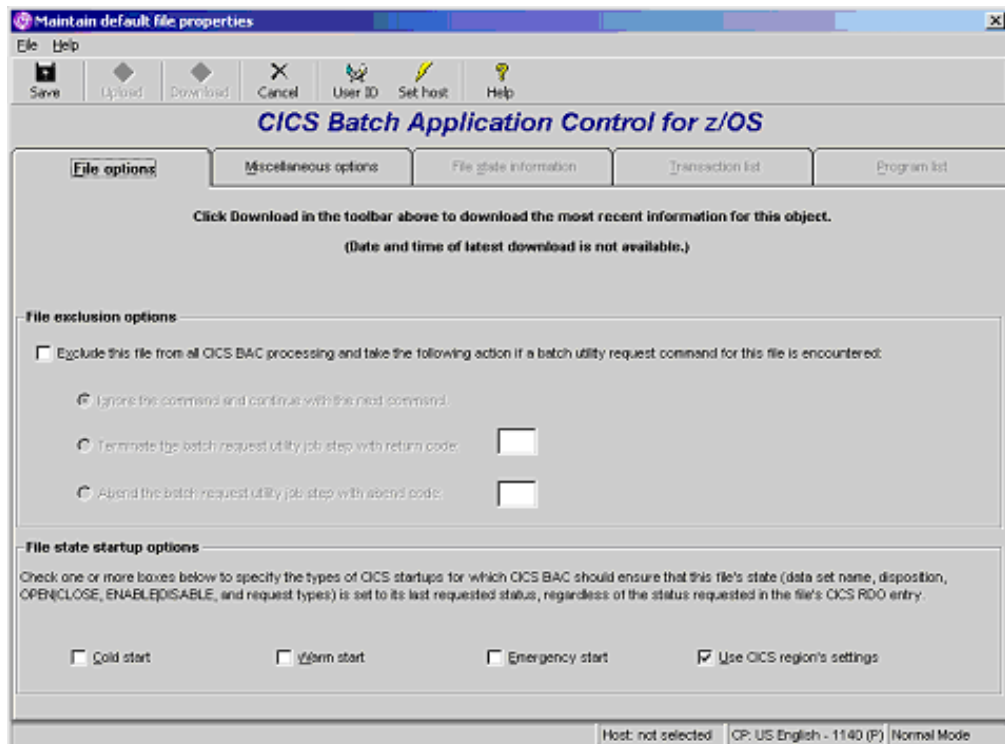 Maintain default file properties
File Help
Save Upload Download Cancel User ID Set host Help
CICS Batch Application Control for z/OS
File options Miscellaneous options File state information Transaction list Program list
Click Download in the toolbar above to download the most recent information for this object.
(Date and time of latest download is not available.)
File exclusion options
Exclude this file from all CICS BAC processing and take the following action if a batch utility request command for this file is encountered:
Ignore the command and continue with the next command.
Terminate the batch request utility job step with return code:
Abend the batch request utility job step with abend code:
File state startup options
Check one or more boxes below to specify the types of CICS startups for which CICS BAC should ensure that this file's state (data set name, disposition,
OPEN|CLOSE, ENABLE|DISABLE, and request types) is set to its last requested status, regardless of the status requested in the file's CICS RDO entry.
Cold start Warm start Emergency start Use CICS region's settings
Host: not selected CP: US English - 1140 (P) Normal Mode